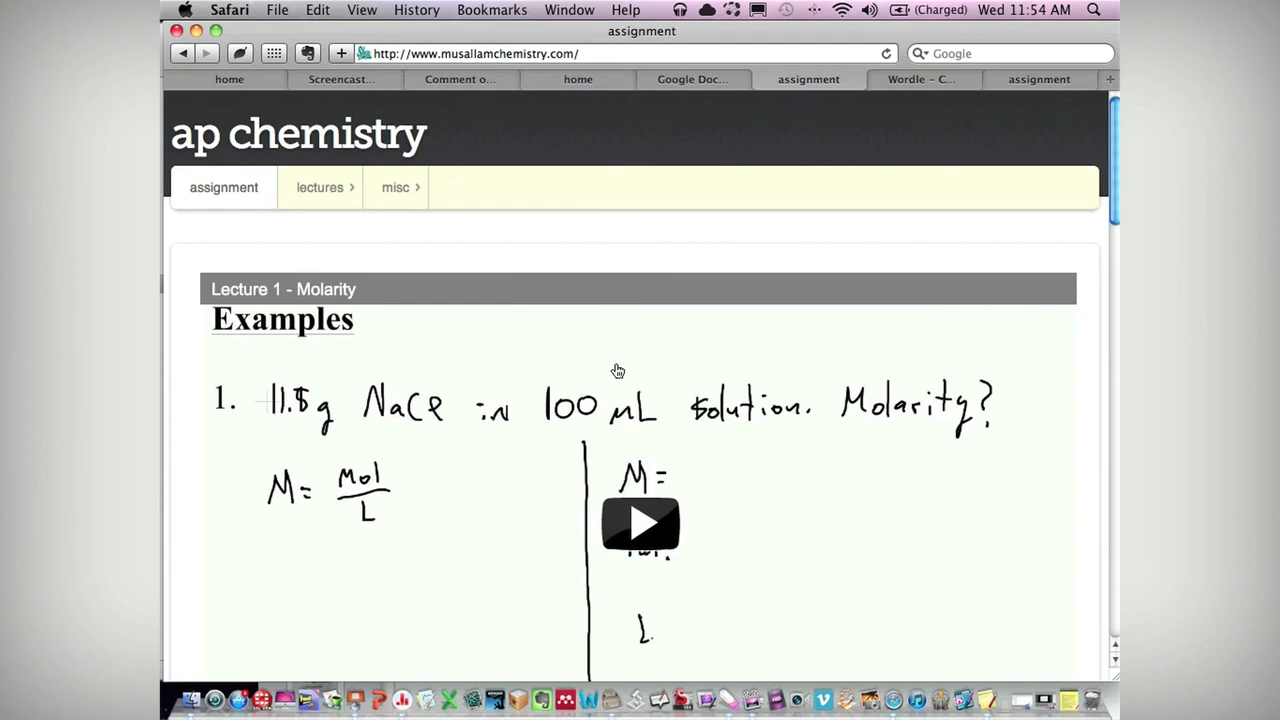 Safari File Edit View History Bookmarks Window Help (Charged) Wed 11:54 AM
assignment
http://www.musallamchemistry.com/ Google
home Screencast... Comment o... home Google Doc... assignment Wordle – C... assignment
ap chemistry
assignment lectures › misc ›
Lecture 1 - Molarity
Examples
1. 11.5g NaCl in 100 mL solution. Molarity?
M = mol / L
M =
L